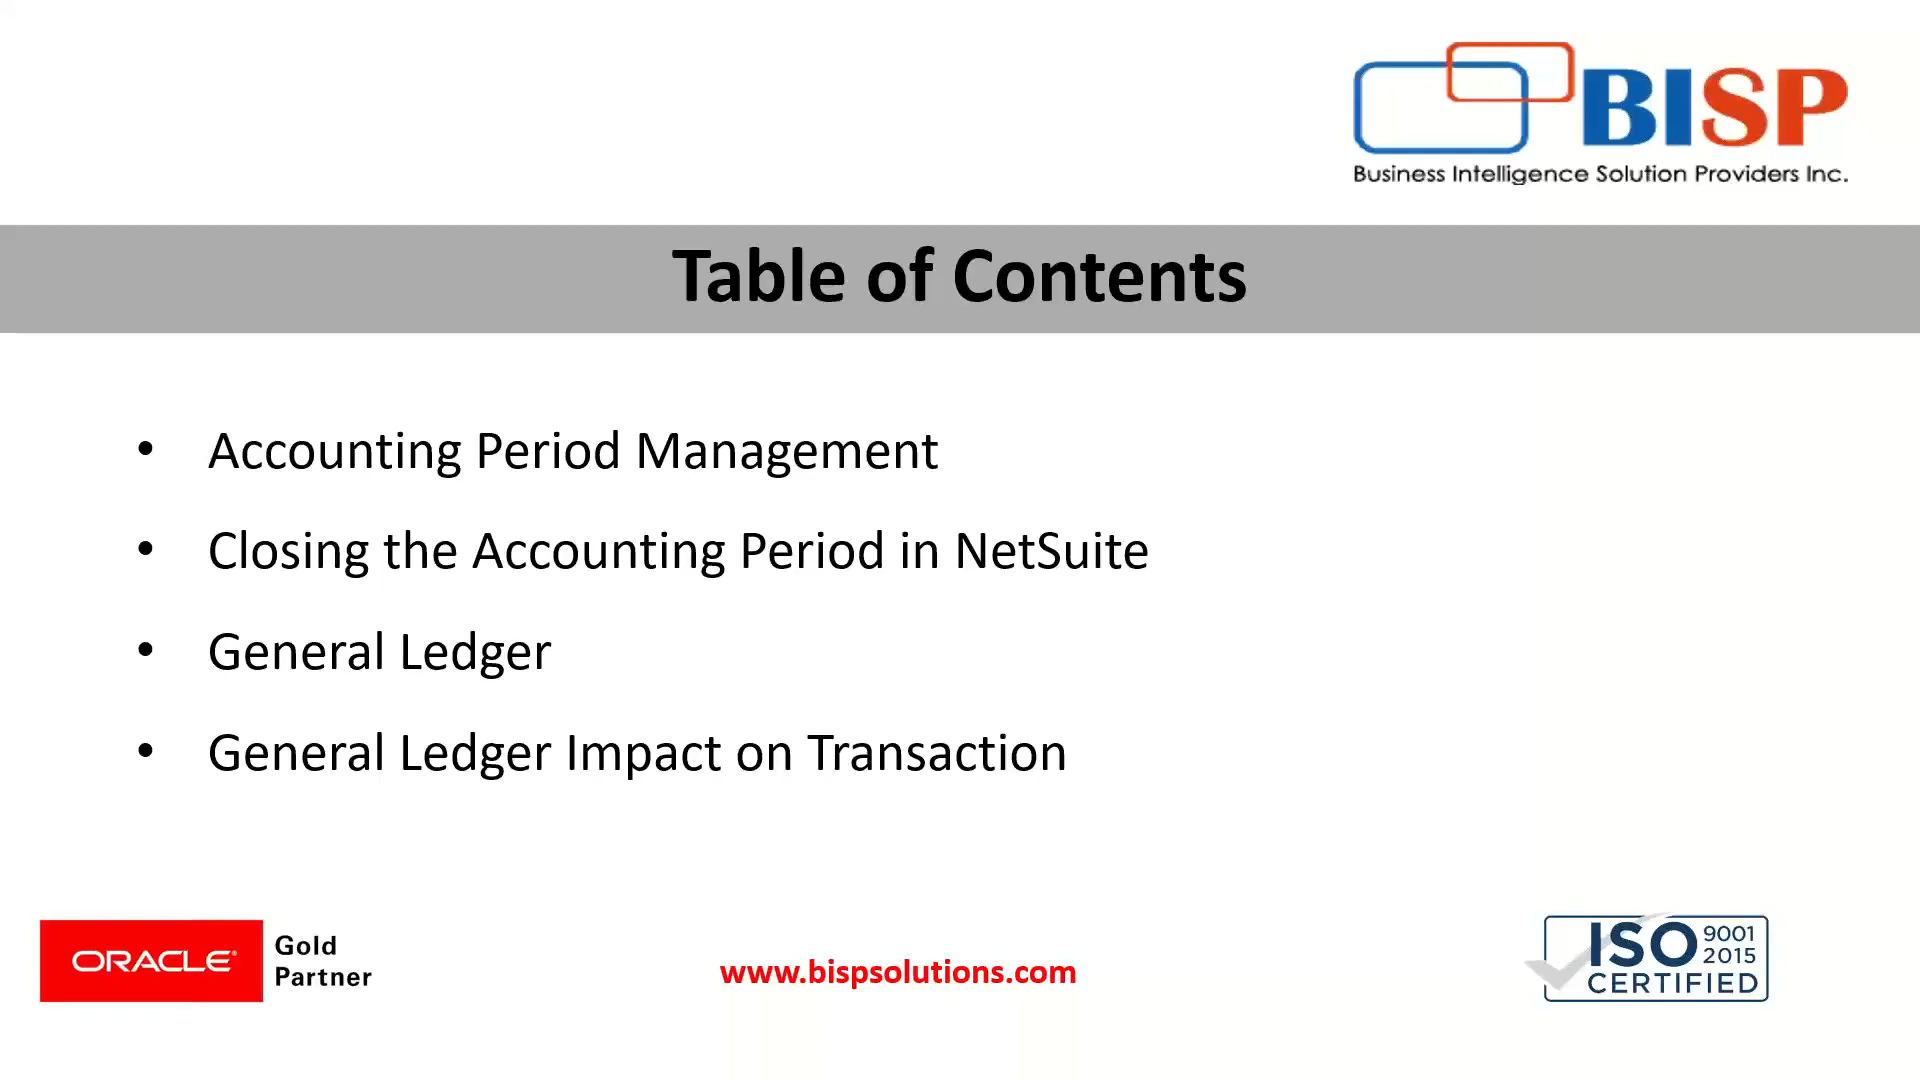 BISP
Business Intelligence Solution Providers Inc.
Table of Contents
• Accounting Period Management
• Closing the Accounting Period in NetSuite
• General Ledger
• General Ledger Impact on Transaction
ORACLE®
Gold
Partner
www.bispsolutions.com
ISO 9001
2015
CERTIFIED